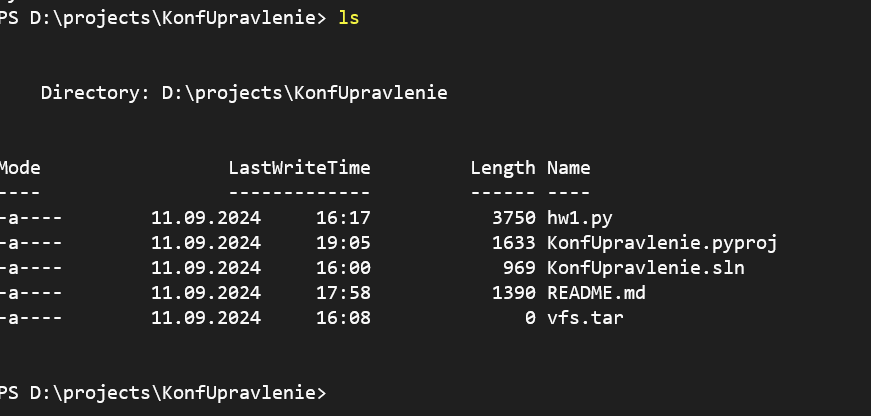 PS D:\projects\KonfUpravlenie> ls
Directory: D:\projects\KonfUpravlenie
Mode LastWriteTime Length Name
---- ------------- ------ ----
-a---- 11.09.2024 16:17 3750 hw1.py
-a---- 11.09.2024 19:05 1633 KonfUpravlenie.pyproj
-a---- 11.09.2024 16:00 969 KonfUpravlenie.sln
-a---- 11.09.2024 17:58 1390 README.md
-a---- 11.09.2024 16:08 0 vfs.tar
PS D:\projects\KonfUpravlenie>